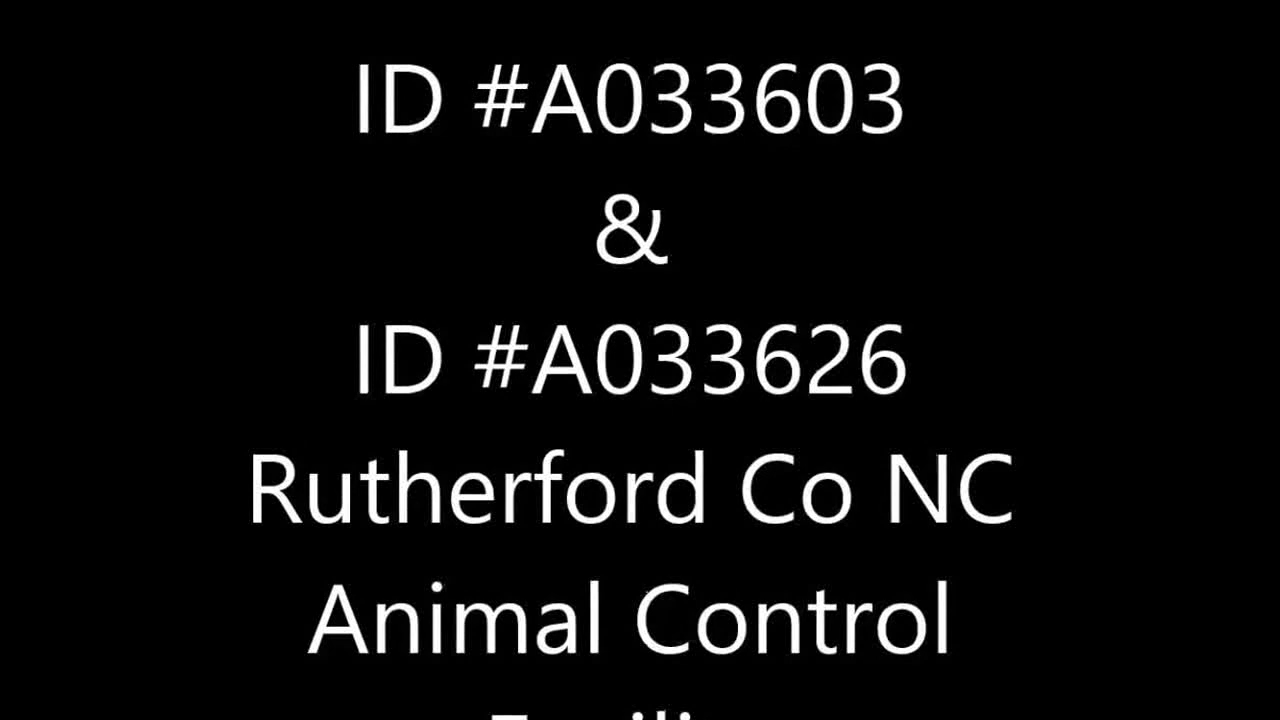 ID #A033603
&
ID #A033626
Rutherford Co NC
Animal Control